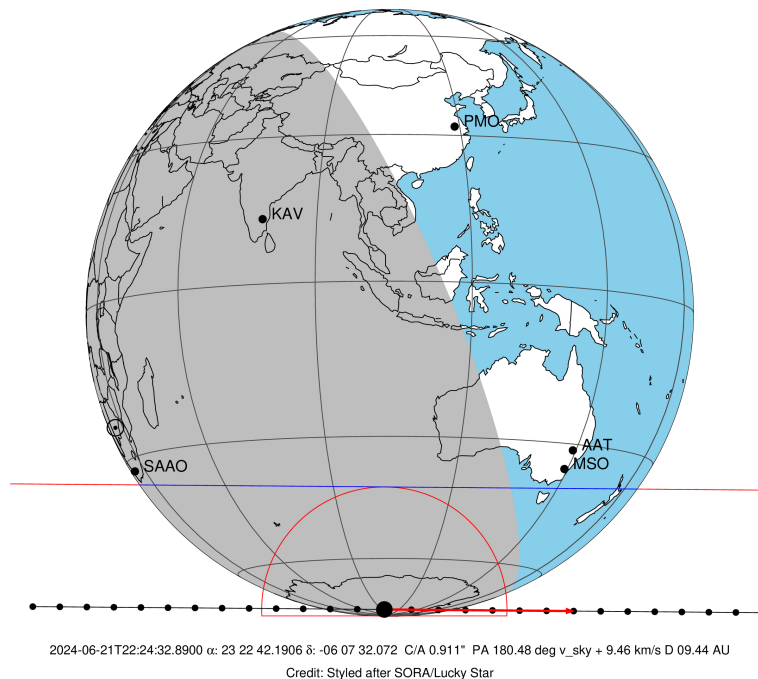 PMO
KAV
AAT
MSO
SAAO
2024-06-21T22:24:32.8900 α: 23 22 42.1906 δ: -06 07 32.072 C/A 0.911" PA 180.48 deg v_sky + 9.46 km/s D 09.44 AU
Credit: Styled after SORA/Lucky Star